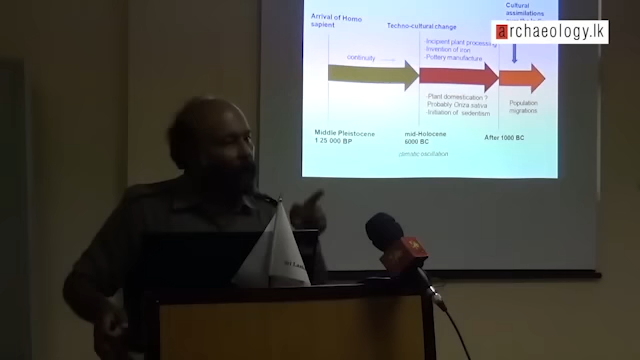 Cultural
assimilations
archaeology.lk
Arrival of Homo
sapient
Techno-cultural change
-Incipient plant processing
-Invention of iron
-Pottery manufacture
continuity
-Plant domestication ?
-Probably Oriza sativa
-Initiation of sedentism
Population
migrations
Middle Pleistocene
1 25 000 BP
mid-Holocene
6000 BC
After 1000 BC
climatic oscillation